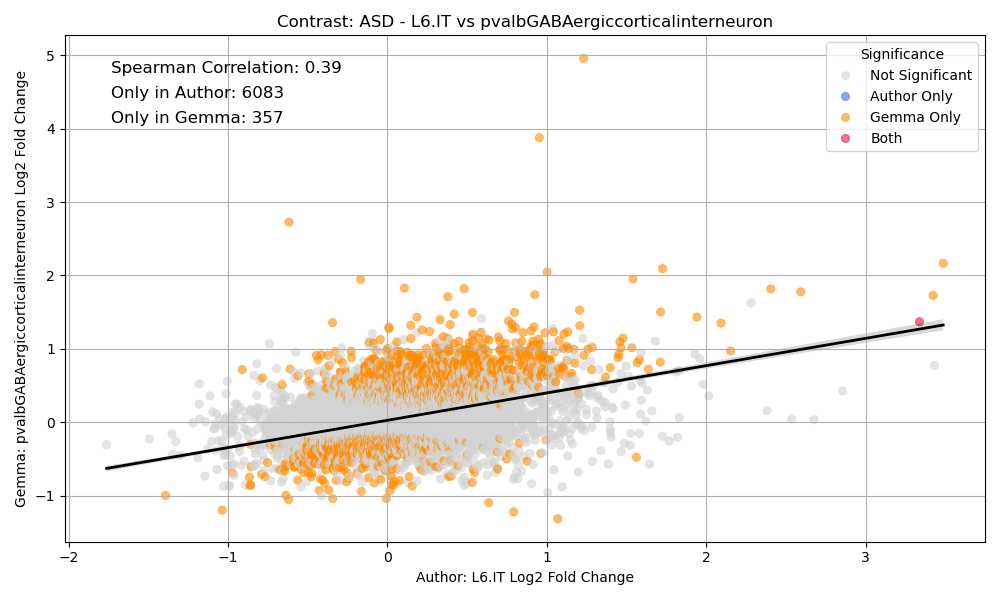 Contrast: ASD - L6.IT vs pvalbGABAergiccorticalinterneuron
Spearman Correlation: 0.39
Only in Author: 6083
Only in Gemma: 357
Significance
Not Significant
Author Only
Gemma Only
Both
Gemma: pvalbGABAergiccorticalinterneuron Log2 Fold Change
5
4
3
2
1
0
−1
−2
−1
0
1
2
3
Author: L6.IT Log2 Fold Change